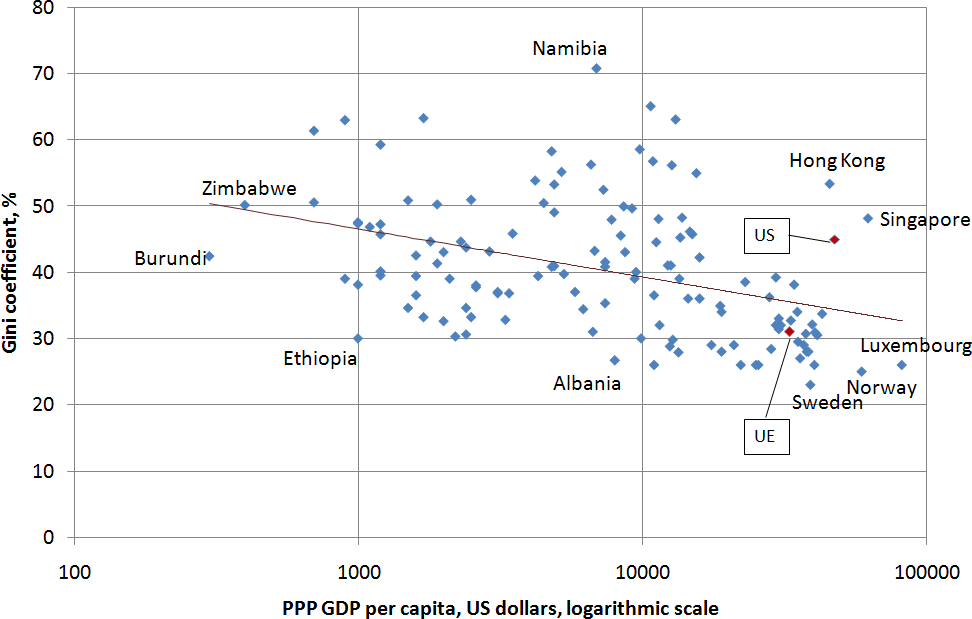 80
70
60
50
40
30
20
10
0
Gini coefficient, %
Namibia
Hong Kong
Zimbabwe
Singapore
US
Burundi
Ethiopia
Luxembourg
Albania
Norway
Sweden
UE
100
1000
10000
100000
PPP GDP per capita, US dollars, logarithmic scale